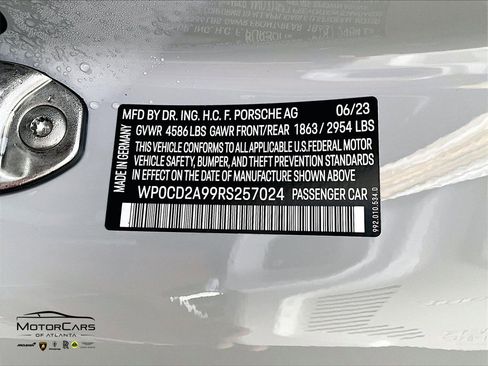 MFD BY DR. ING. H.C. F. PORSCHE AG 06/23
GVWR 4586 LBS GAWR FRONT/REAR 1863 / 2954 LBS
THIS VEHICLE CONFORMS TO ALL U.S.FEDERAL MOTOR
VEHICLE SAFETY, BUMPER, AND THEFT PREVENTION STANDARDS
IN EFFECT ON THE DATE OF MANUFACTURE SHOWN ABOVE
WP0CD2A99RS257024 PASSENGER CAR
MADE IN GERMANY
992.010.534.0
MOTORCARS
OF ATLANTA